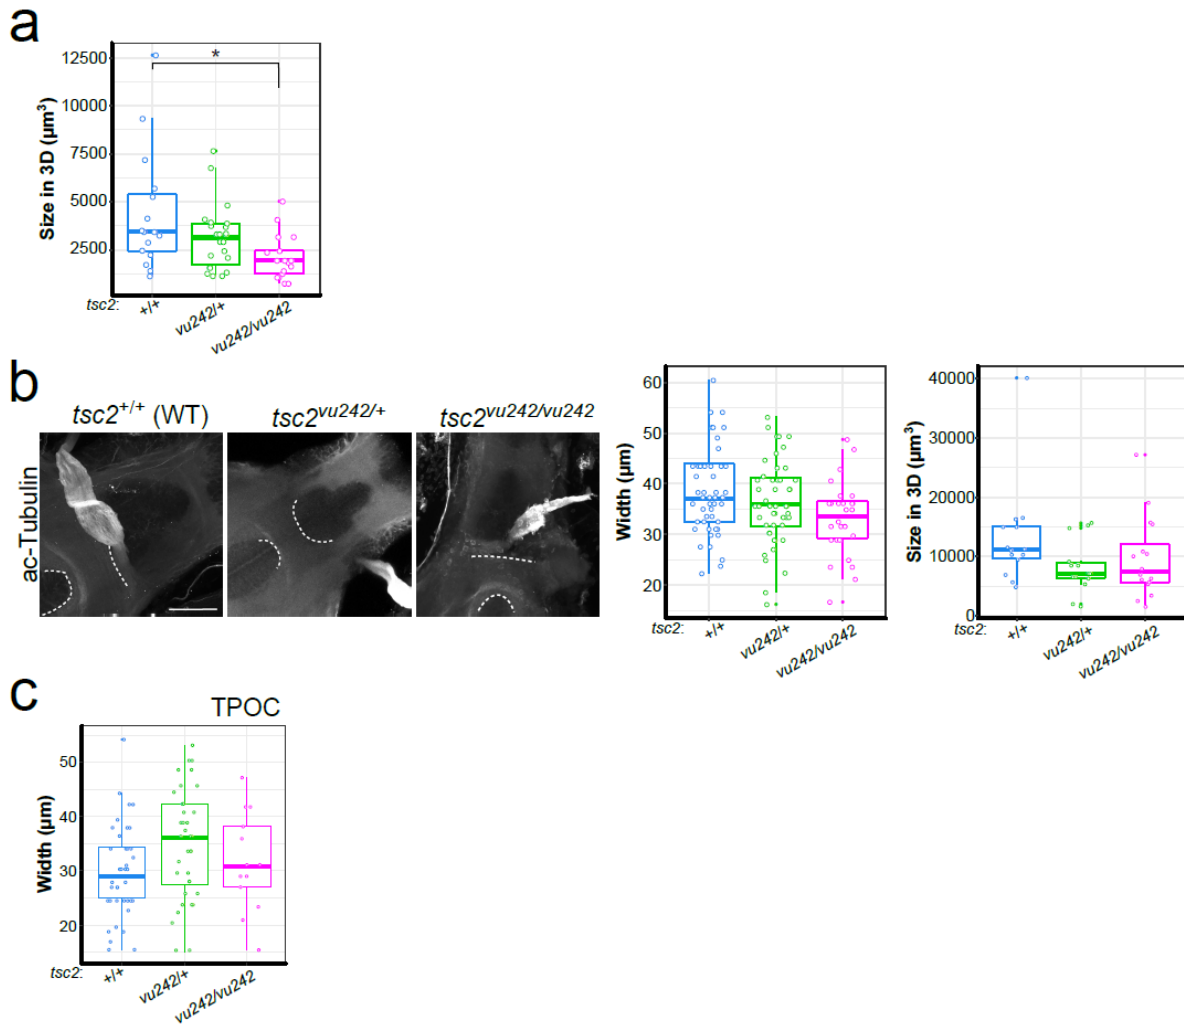 a
Size in 3D (µm³)
12500
10000
7500
5000
2500
*
tsc2:
+/+
vu242/+
vu242/vu242
b
ac-Tubulin
tsc2+/+ (WT)
tsc2vu242/+
tsc2vu242/vu242
Width (µm)
60
50
40
30
20
tsc2:
+/+
vu242/+
vu242/vu242
Size in 3D (µm³)
40000
30000
20000
10000
0
tsc2:
+/+
vu242/+
vu242/vu242
c
TPOC
Width (µm)
50
40
30
20
tsc2:
+/+
vu242/+
vu242/vu242